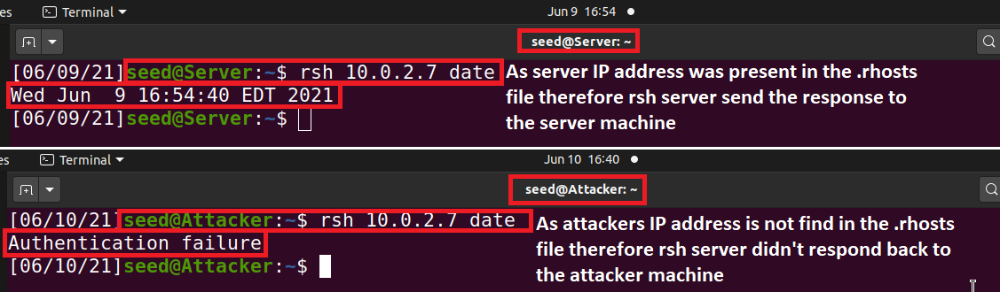 es Terminal Jun 9 16:54
seed@Server: ~
[06/09/21]seed@Server:~$ rsh 10.0.2.7 date
Wed Jun  9 16:54:40 EDT 2021
[06/09/21]seed@Server:~$
As server IP address was present in the .rhosts
file therefore rsh server send the response to
the server machine
es Terminal Jun 10 16:40
seed@Attacker: ~
[06/10/21]seed@Attacker:~$ rsh 10.0.2.7 date
Authentication failure
[06/10/21]seed@Attacker:~$
As attackers IP address is not find in the .rhosts
file therefore rsh server didn't respond back to
the attacker machine